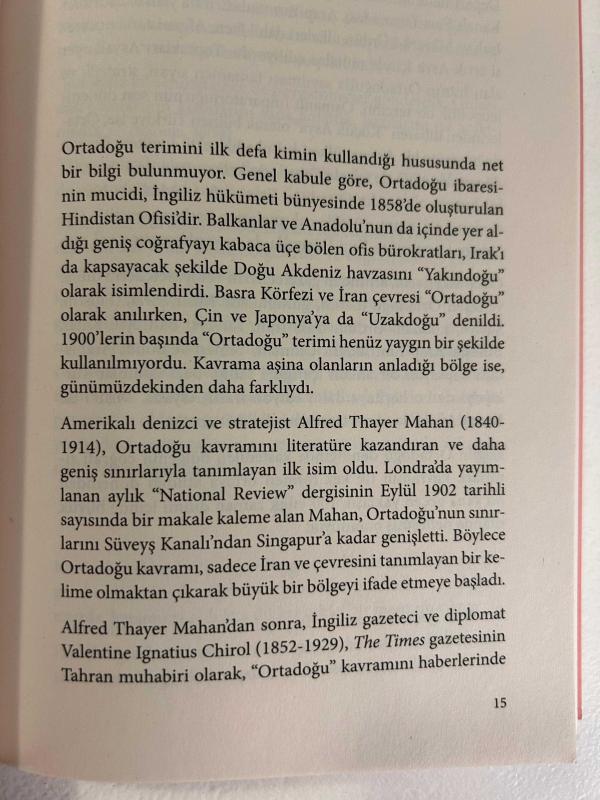 Ortadoğu terimini ilk defa kimin kullandığı hususunda net
bir bilgi bulunmuyor. Genel kabule göre, Ortadoğu ibaresi-
nin mucidi, İngiliz hükümeti bünyesinde 1858’de oluşturulan
Hindistan Ofisi’dir. Balkanlar ve Anadolu’nun da içinde yer al-
dığı geniş coğrafyayı kabaca üçe bölen ofis bürokratları, Irak’ı
da kapsayacak şekilde Doğu Akdeniz havzasını “Yakındoğu”
olarak isimlendirdi. Basra Körfezi ve İran çevresi “Ortadoğu”
olarak anılırken, Çin ve Japonya’ya da “Uzakdoğu” denildi.
1900’lerin başında “Ortadoğu” terimi henüz yaygın bir şekilde
kullanılmıyordu. Kavrama aşina olanların anladığı bölge ise,
günümüzdekinden daha farklıydı.
Amerikalı denizci ve stratejist Alfred Thayer Mahan (1840-
1914), Ortadoğu kavramını literatüre kazandıran ve daha
geniş sınırlarıyla tanımlayan ilk isim oldu. Londra’da yayım-
lanan aylık “National Review” dergisinin Eylül 1902 tarihli
sayısında bir makale kaleme alan Mahan, Ortadoğu’nun sınır-
larını Süveyş Kanalı’ndan Singapur’a kadar genişletti. Böylece
Ortadoğu kavramı, sadece İran ve çevresini tanımlayan bir ke-
lime olmaktan çıkarak büyük bir bölgeyi ifade etmeye başladı.
Alfred Thayer Mahan’dan sonra, İngiliz gazeteci ve diplomat
Valentine Ignatius Chirol (1852-1929), The Times gazetesinin
Tahran muhabiri olarak, “Ortadoğu” kavramını haberlerinde
15